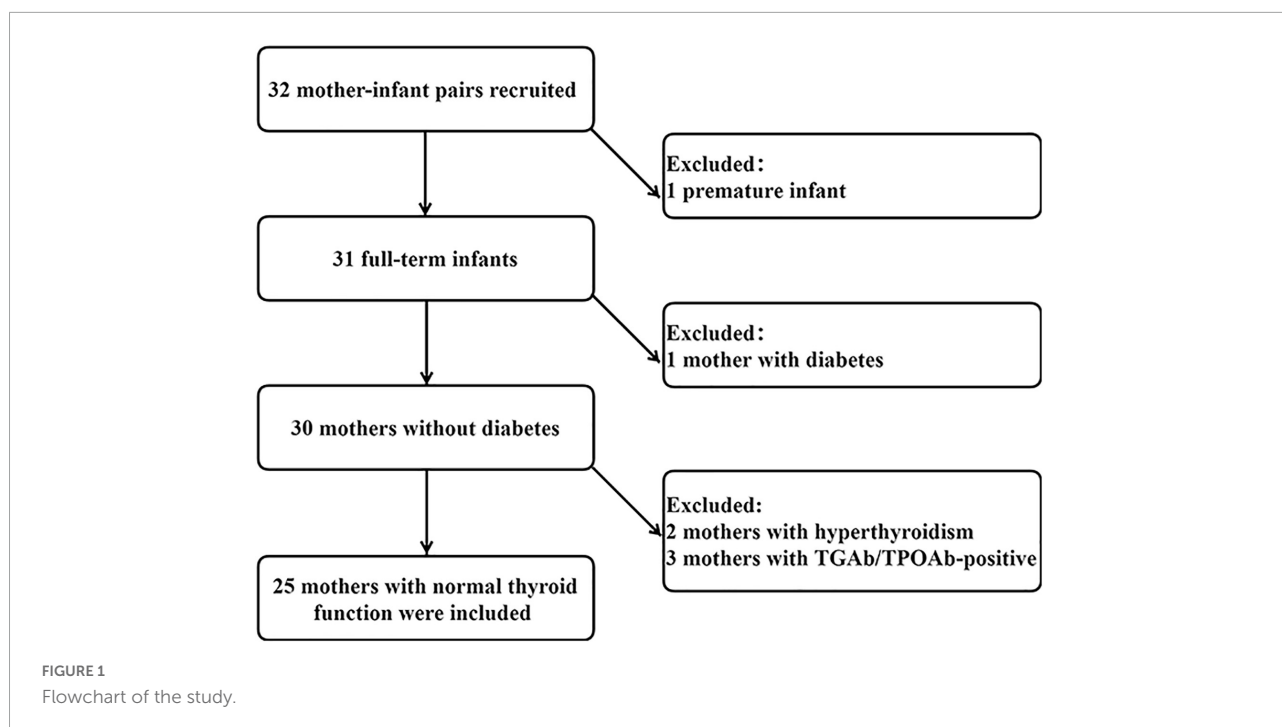 32 mother-infant pairs recruited
Excluded：
1 premature infant
31 full-term infants
Excluded：
1 mother with diabetes
30 mothers without diabetes
Excluded:
2 mothers with hyperthyroidism
3 mothers with TGAb/TPOAb-positive
25 mothers with normal thyroid
function were included
FIGURE 1
Flowchart of the study.